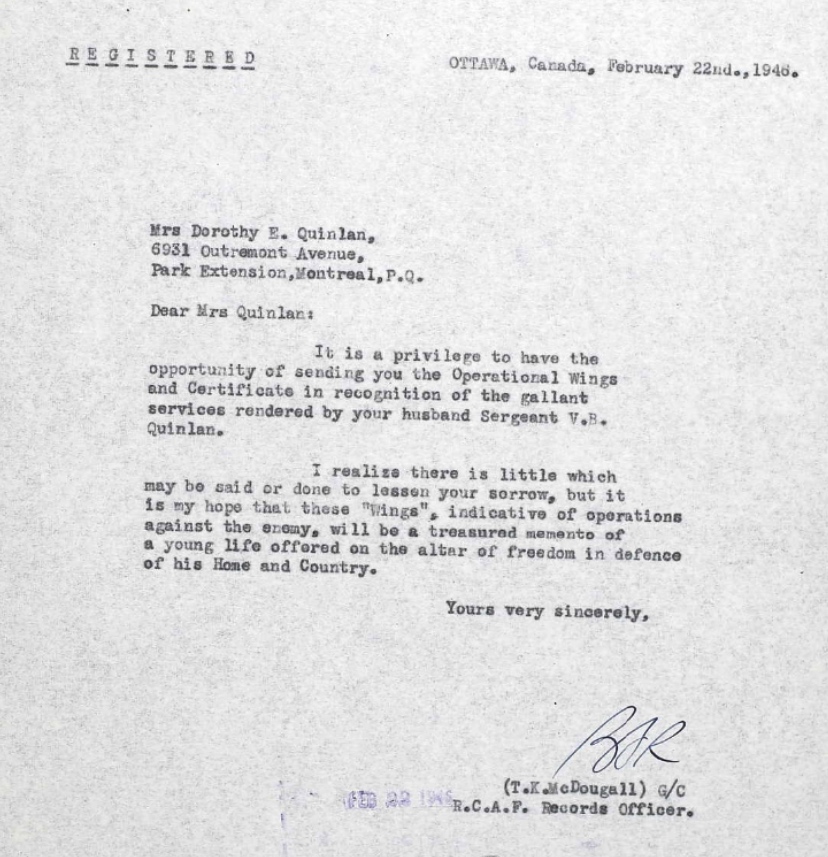 REGISTERED
OTTAWA, Canada, February 22nd.,1946.
Mrs Dorothy E. Quinlan,
6931 Outremont Avenue,
Park Extension,Montreal,P.Q.
Dear Mrs Quinlan:
It is a privilege to have the
opportunity of sending you the Operational Wings
and Certificate in recognition of the gallant
services rendered by your husband Sergeant V.B.
Quinlan.
I realize there is little which
may be said or done to lessen your sorrow, but it
is my hope that these "Wings", indicative of operations
against the enemy, will be a treasured memento of
a young life offered on the altar of freedom in defence
of his Home and Country.
Yours very sincerely,
(T.K.McDougall) G/C
R.C.A.F. Records Officer.
FEB 22 1946